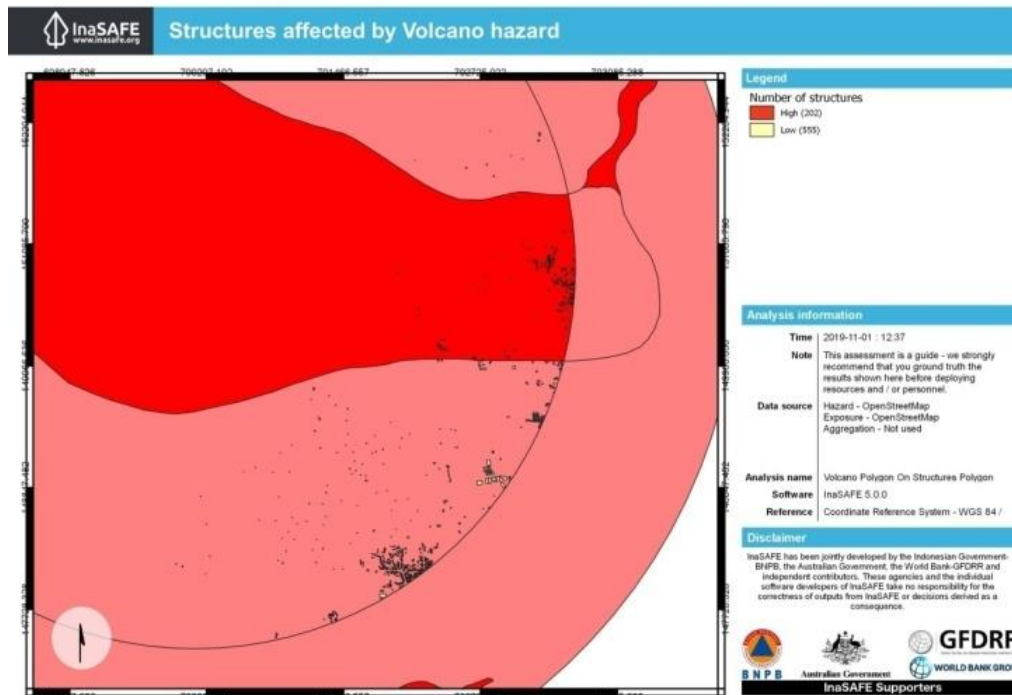 InaSAFE
www.inasafe.org
Structures affected by Volcano hazard
Legend
Number of structures
High (202)
Low (555)
Analysis information
Time 2019-11-01 : 12:37
Note This assessment is a guide - we strongly
recommend that you ground truth the
results shown here before deploying
resources and / or personnel.
Data source Hazard - OpenStreetMap
Exposure - OpenStreetMap
Aggregation - Not used
Analysis name Volcano Polygon On Structures Polygon
Software InaSAFE 5.0.0
Reference Coordinate Reference System - WGS 84 /
Disclaimer
InaSAFE has been jointly developed by the Indonesian Government-
BNPB, the Australian Government, the World Bank-GFDRR and
independent contributors. These agencies and the individual
software developers of InaSAFE take no responsibility for the
correctness of outputs from InaSAFE or decisions derived as a
consequence.
BNPB
Australian Government
GFDRR
WORLD BANK GROU
InaSAFE Supporters